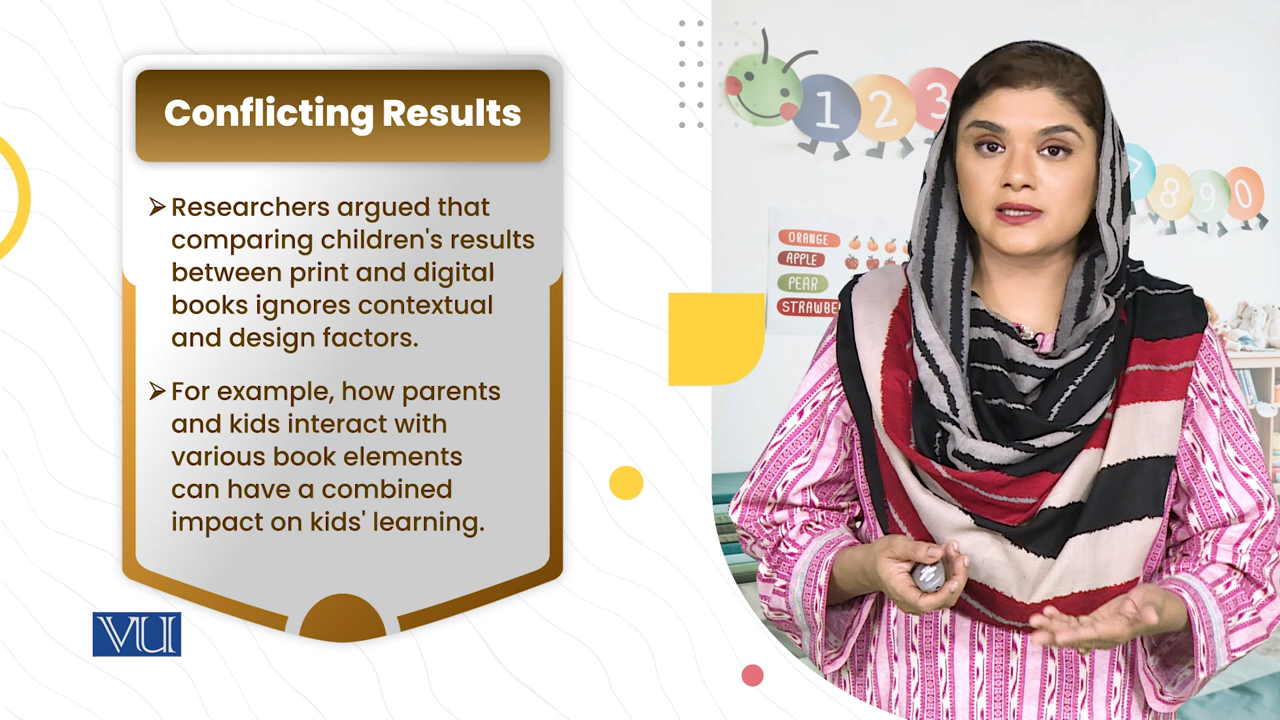 Conflicting Results
➢ Researchers argued that
comparing children's results
between print and digital
books ignores contextual
and design factors.
➢ For example, how parents
and kids interact with
various book elements
can have a combined
impact on kids' learning.
VU
1 2 3
7 8 9 0
ORANGE
APPLE
PEAR